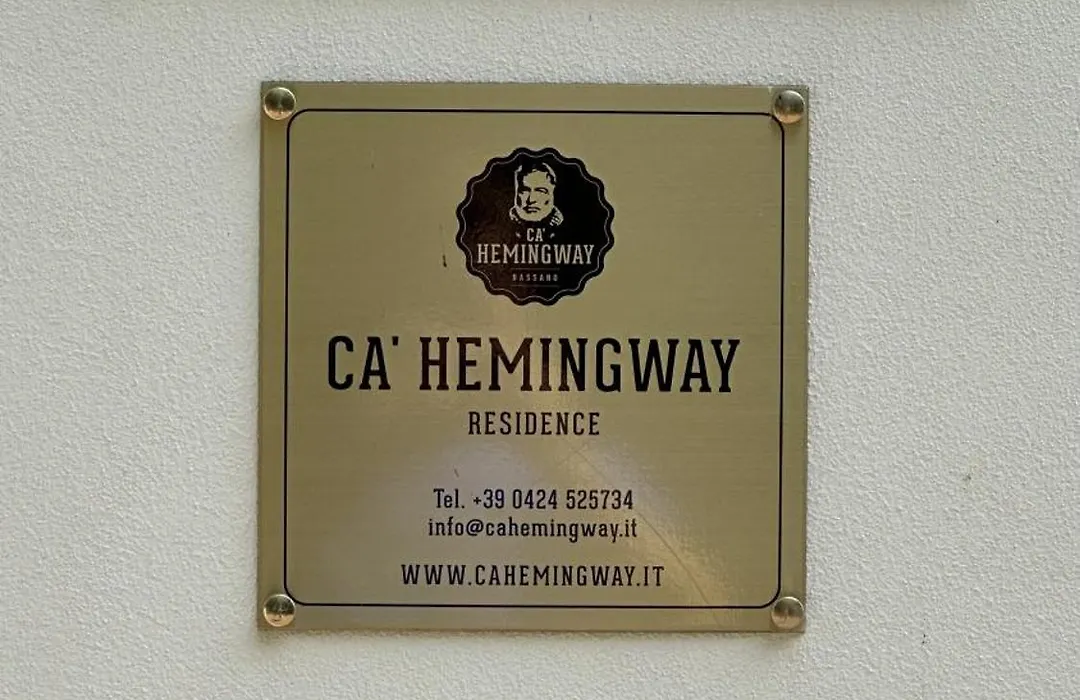 CA'
HEMINGWAY
BASSANO
CA' HEMINGWAY
RESIDENCE
Tel. +39 0424 525734
info@cahemingway.it
WWW.CAHEMINGWAY.IT